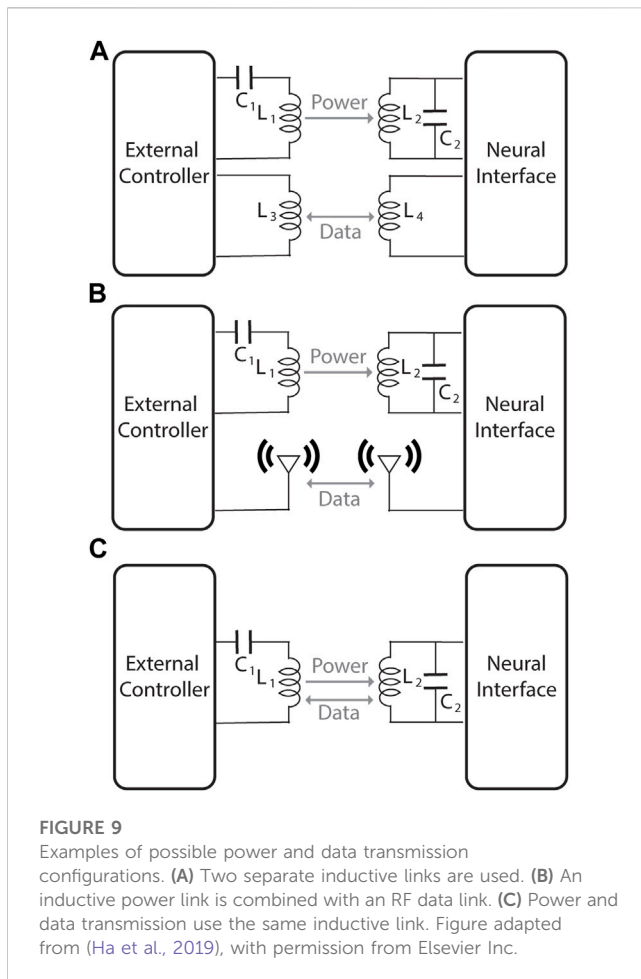 A
External
Controller
C1
L1
Power
L2
C2
Neural
Interface
L3
Data
L4
B
External
Controller
C1
L1
Power
L2
C2
Neural
Interface
Data
C
External
Controller
C1
L1
Power
Data
L2
C2
Neural
Interface
FIGURE 9
Examples of possible power and data transmission
configurations. (A) Two separate inductive links are used. (B) An
inductive power link is combined with an RF data link. (C) Power and
data transmission use the same inductive link. Figure adapted
from (Ha et al., 2019), with permission from Elsevier Inc.